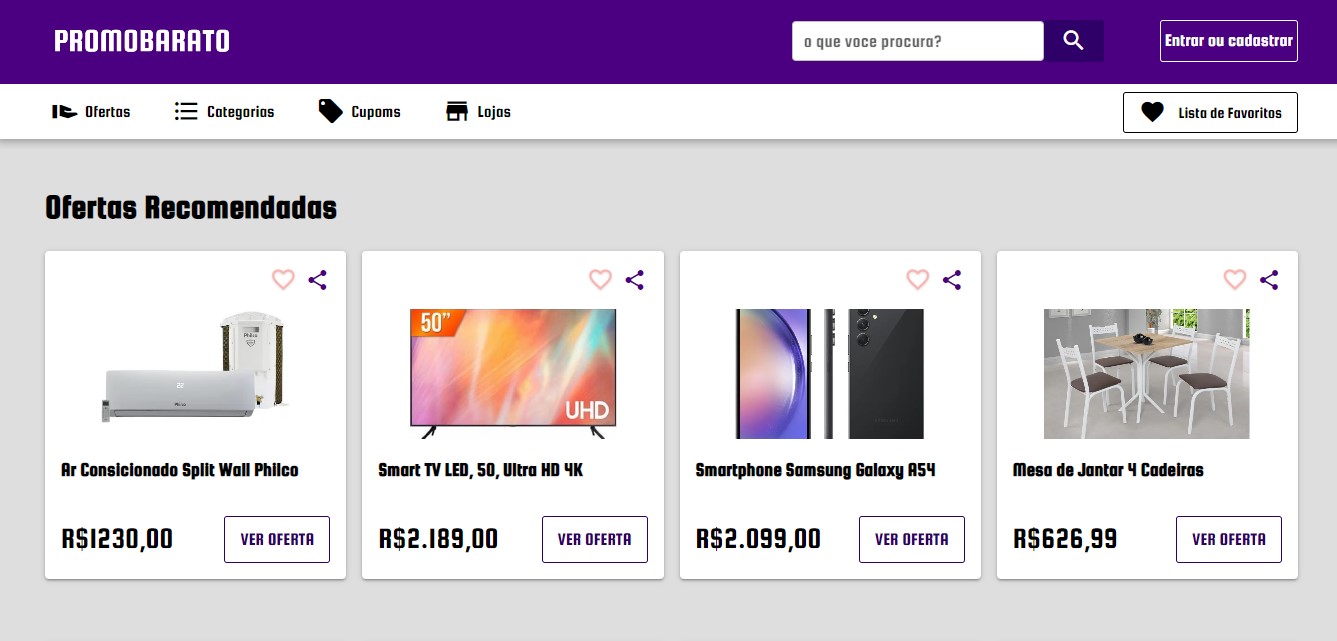 PROMOBARATO
o que voce procura?
Entrar ou cadastrar
Ofertas
Categorias
Cupoms
Lojas
Lista de Favoritos
Ofertas Recomendadas
Philco
Philco
50”
UHD
SAMSUNG
Ar Consicionado Split Wall Philco
Smart TV LED, 50, Ultra HD 4K
Smartphone Samsung Galaxy A54
Mesa de Jantar 4 Cadeiras
R$1230,00
VER OFERTA
R$2.189,00
VER OFERTA
R$2.099,00
VER OFERTA
R$626,99
VER OFERTA